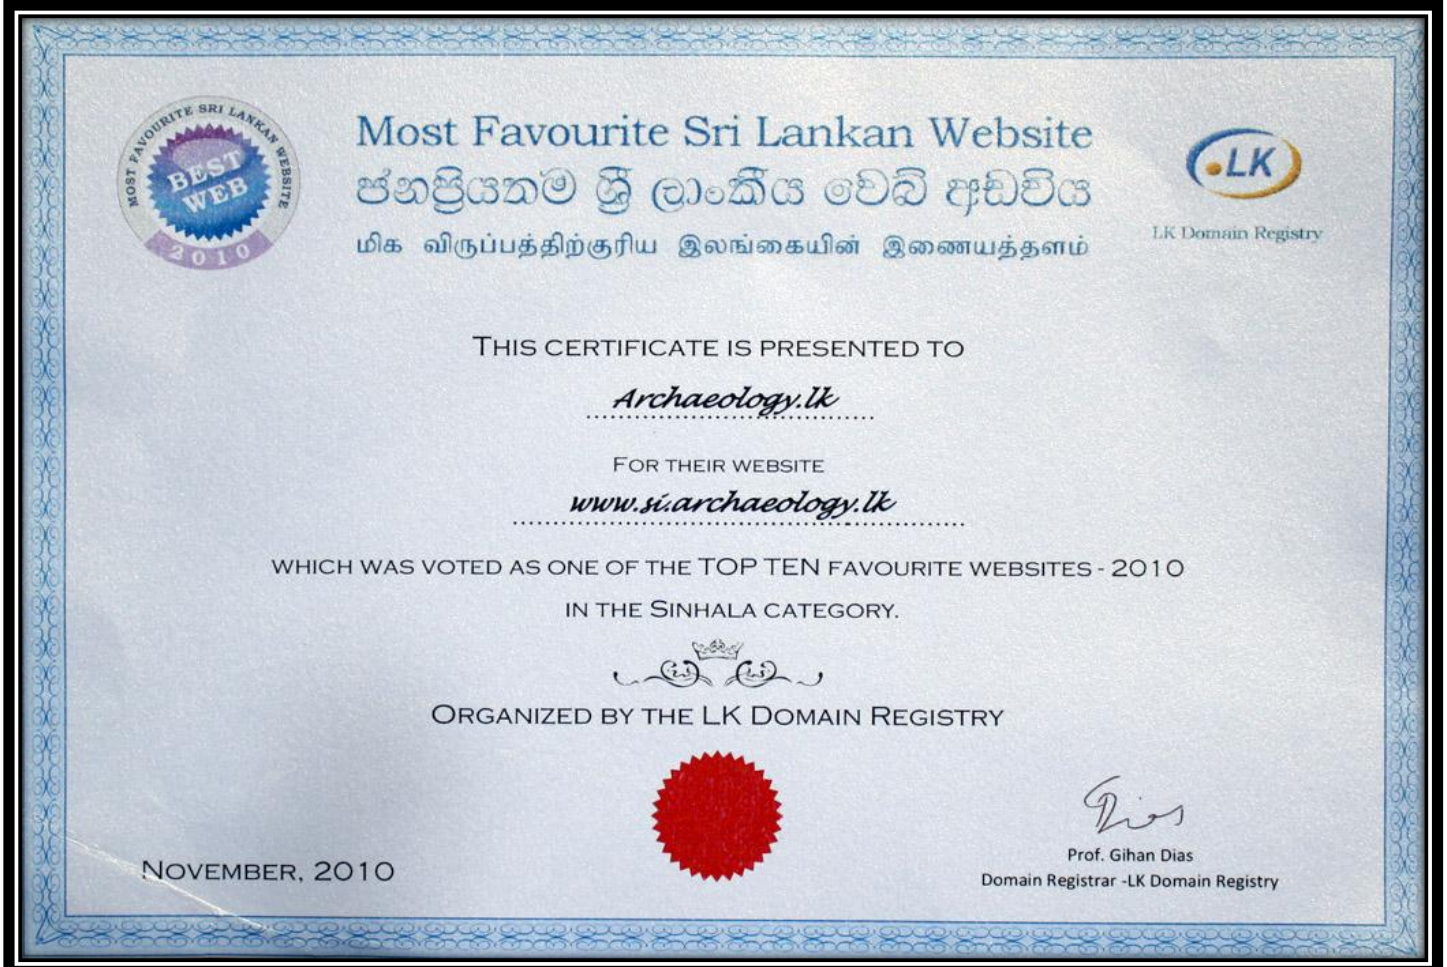 MOST FAVOURITE SRI LANKAN WEBSITE
BEST
WEB
2010
Most Favourite Sri Lankan Website
ජනප්‍රියතම ශ්‍රී ලාංකීය වෙබ් අඩවිය
மிக விருப்பத்திற்குரிய இலங்கையின் இணையத்தளம்
.LK
LK Domain Registry
THIS CERTIFICATE IS PRESENTED TO
Archaeology.lk
FOR THEIR WEBSITE
www.si.archaeology.lk
WHICH WAS VOTED AS ONE OF THE TOP TEN FAVOURITE WEBSITES - 2010
IN THE SINHALA CATEGORY.
ORGANIZED BY THE LK DOMAIN REGISTRY
NOVEMBER, 2010
GDias
Prof. Gihan Dias
Domain Registrar -LK Domain Registry